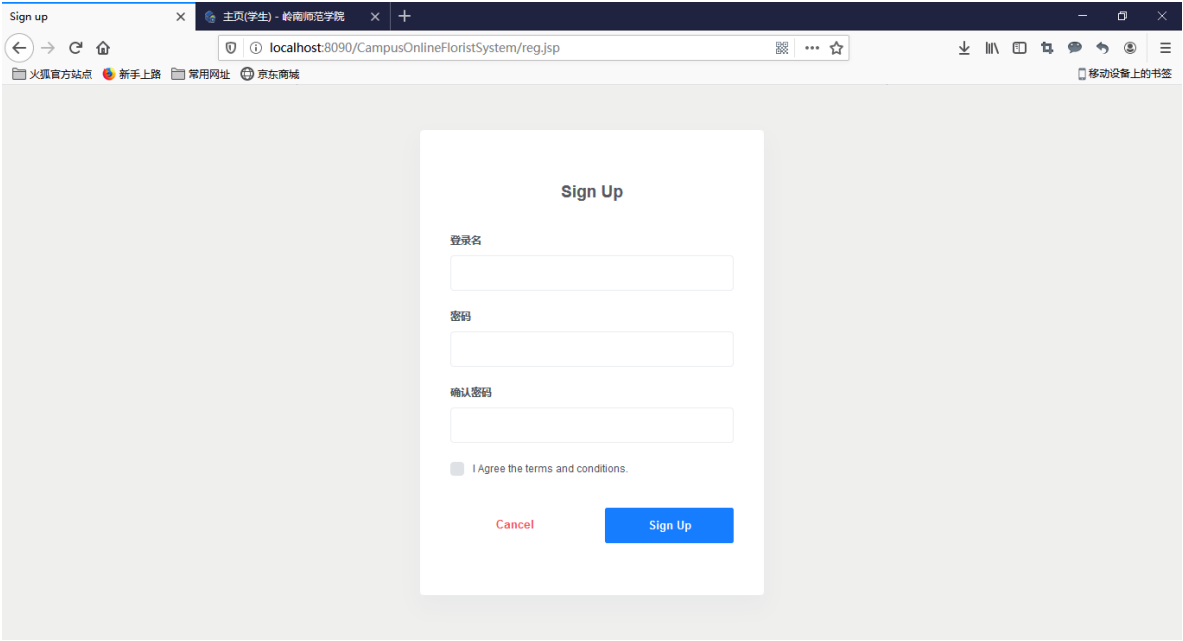 Sign up
主页(学生) - 岭南师范学院
localhost:8090/CampusOnlineFloristSystem/reg.jsp
火狐官方站点 新手上路 常用网址 京东商城 移动设备上的书签
Sign Up
登录名
密码
确认密码
I Agree the terms and conditions.
Cancel Sign Up